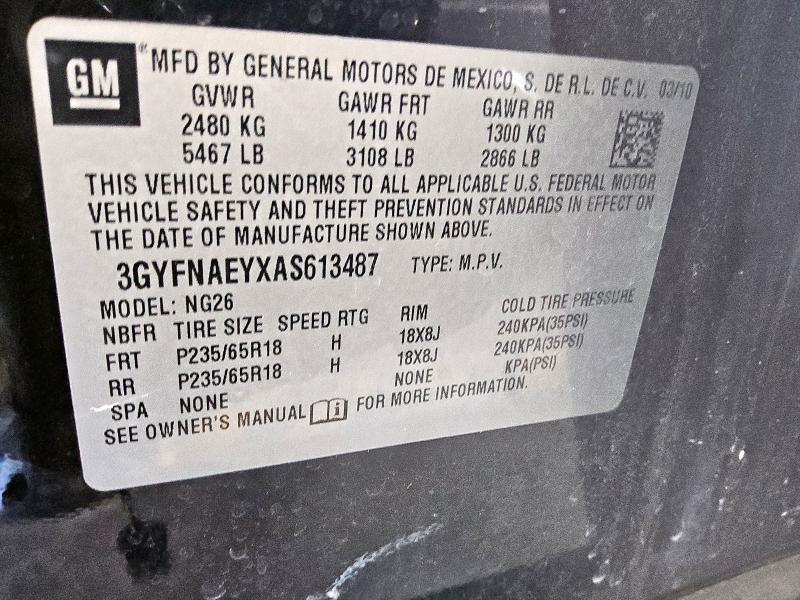 GM
® MFD BY GENERAL MOTORS DE MEXICO, S. DE R.L. DE C.V. 03/10
GVWR GAWR FRT GAWR RR
2480 KG 1410 KG 1300 KG
5467 LB 3108 LB 2866 LB
THIS VEHICLE CONFORMS TO ALL APPLICABLE U.S. FEDERAL MOTOR
VEHICLE SAFETY AND THEFT PREVENTION STANDARDS IN EFFECT ON
THE DATE OF MANUFACTURE SHOWN ABOVE.
3GYFNAEYXAS613487 TYPE: M.P.V.
MODEL: NG26
NBFR TIRE SIZE SPEED RTG RIM COLD TIRE PRESSURE
FRT P235/65R18 H 18X8J 240KPA(35PSI)
RR P235/65R18 H 18X8J 240KPA(35PSI)
SPA NONE NONE KPA(PSI)
SEE OWNER'S MANUAL i FOR MORE INFORMATION.